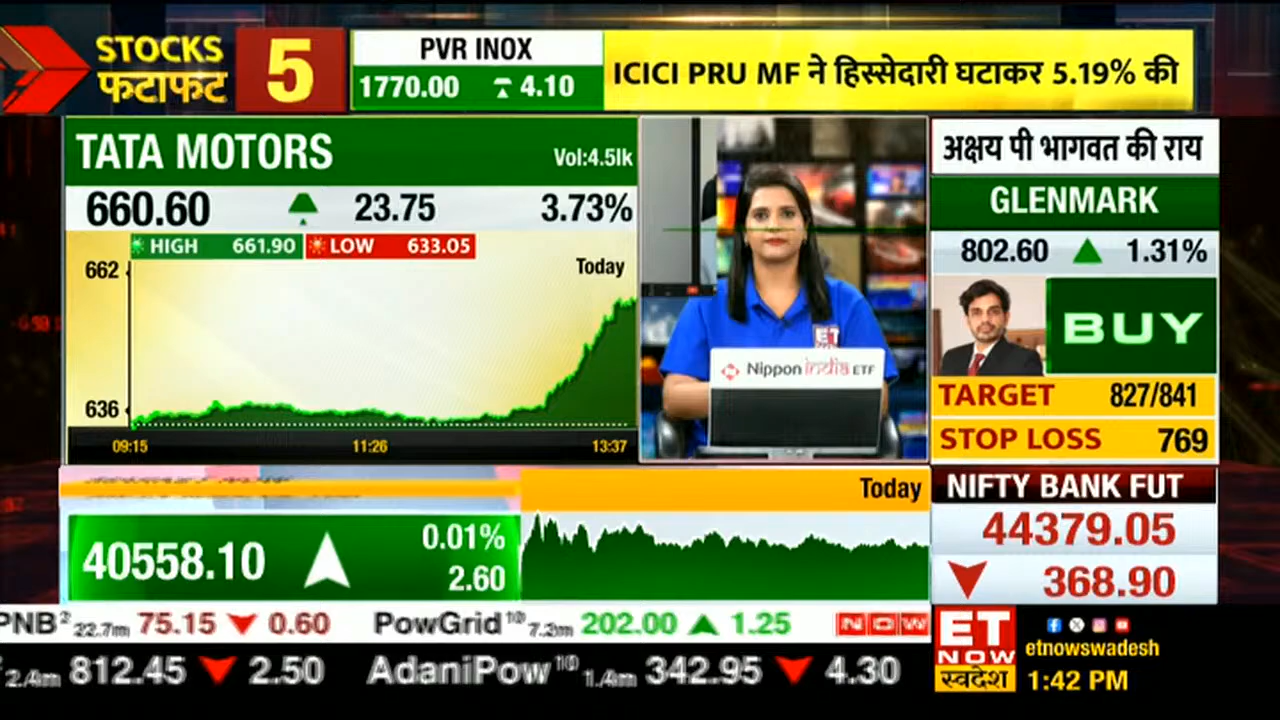 STOCKS
फटाफट
5
PVR INOX
1770.00 4.10
ICICI PRU MF ने हिस्सेदारी घटाकर 5.19% की
TATA MOTORS
Vol:4.5lk
660.60 23.75 3.73%
HIGH 661.90 LOW 633.05
Today
662
636
09:15 11:26 13:37
ET
Nippon india ETF
अक्षय पी भागवत की राय
GLENMARK
802.60 1.31%
BUY
TARGET 827/841
STOP LOSS 769
Today
40558.10
0.01%
2.60
NIFTY BANK FUT
44379.05
368.90
PNB 2 22.7m 75.15 0.60 PowGrid 10 7.2m 202.00 1.25
NOW
2.4m 812.45 2.50 AdaniPow 10 1.4m 342.95 4.30
ET
NOW
स्वदेश
etnowswadesh
1:42 PM